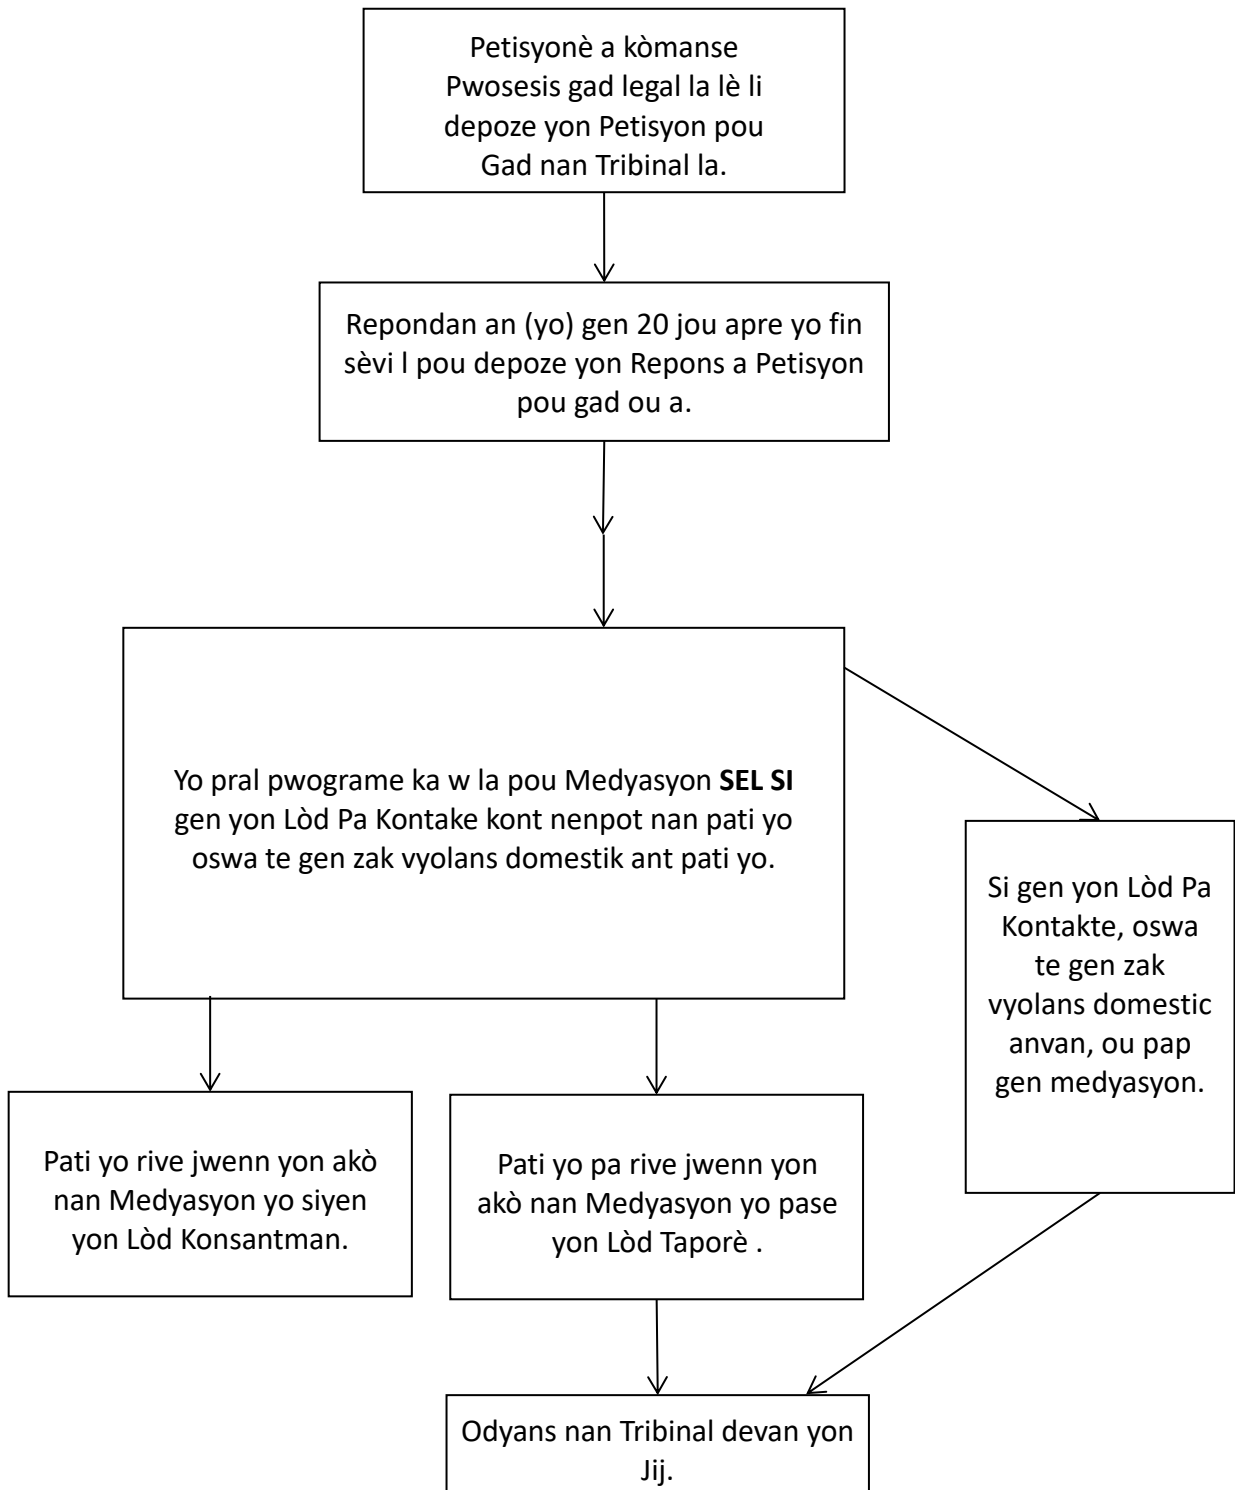 Petisyonè a kòmanse
Pwosesis gad legal la lè li
depoze yon Petisyon pou
Gad nan Tribinal la.
Repondan an (yo) gen 20 jou apre yo fin
sèvi l pou depoze yon Repons a Petisyon
pou gad ou a.
Yo pral pwograme ka w la pou Medyasyon SEL SI
gen yon Lòd Pa Kontake kont nenpot nan pati yo
oswa te gen zak vyolans domestik ant pati yo.
Si gen yon Lòd Pa
Kontakte, oswa
te gen zak
vyolans domestic
anvan, ou pap
gen medyasyon.
Pati yo rive jwenn yon akò
nan Medyasyon yo siyen
yon Lòd Konsantman.
Pati yo pa rive jwenn yon
akò nan Medyasyon yo pase
yon Lòd Taporè .
Odyans nan Tribinal devan yon
Jij.